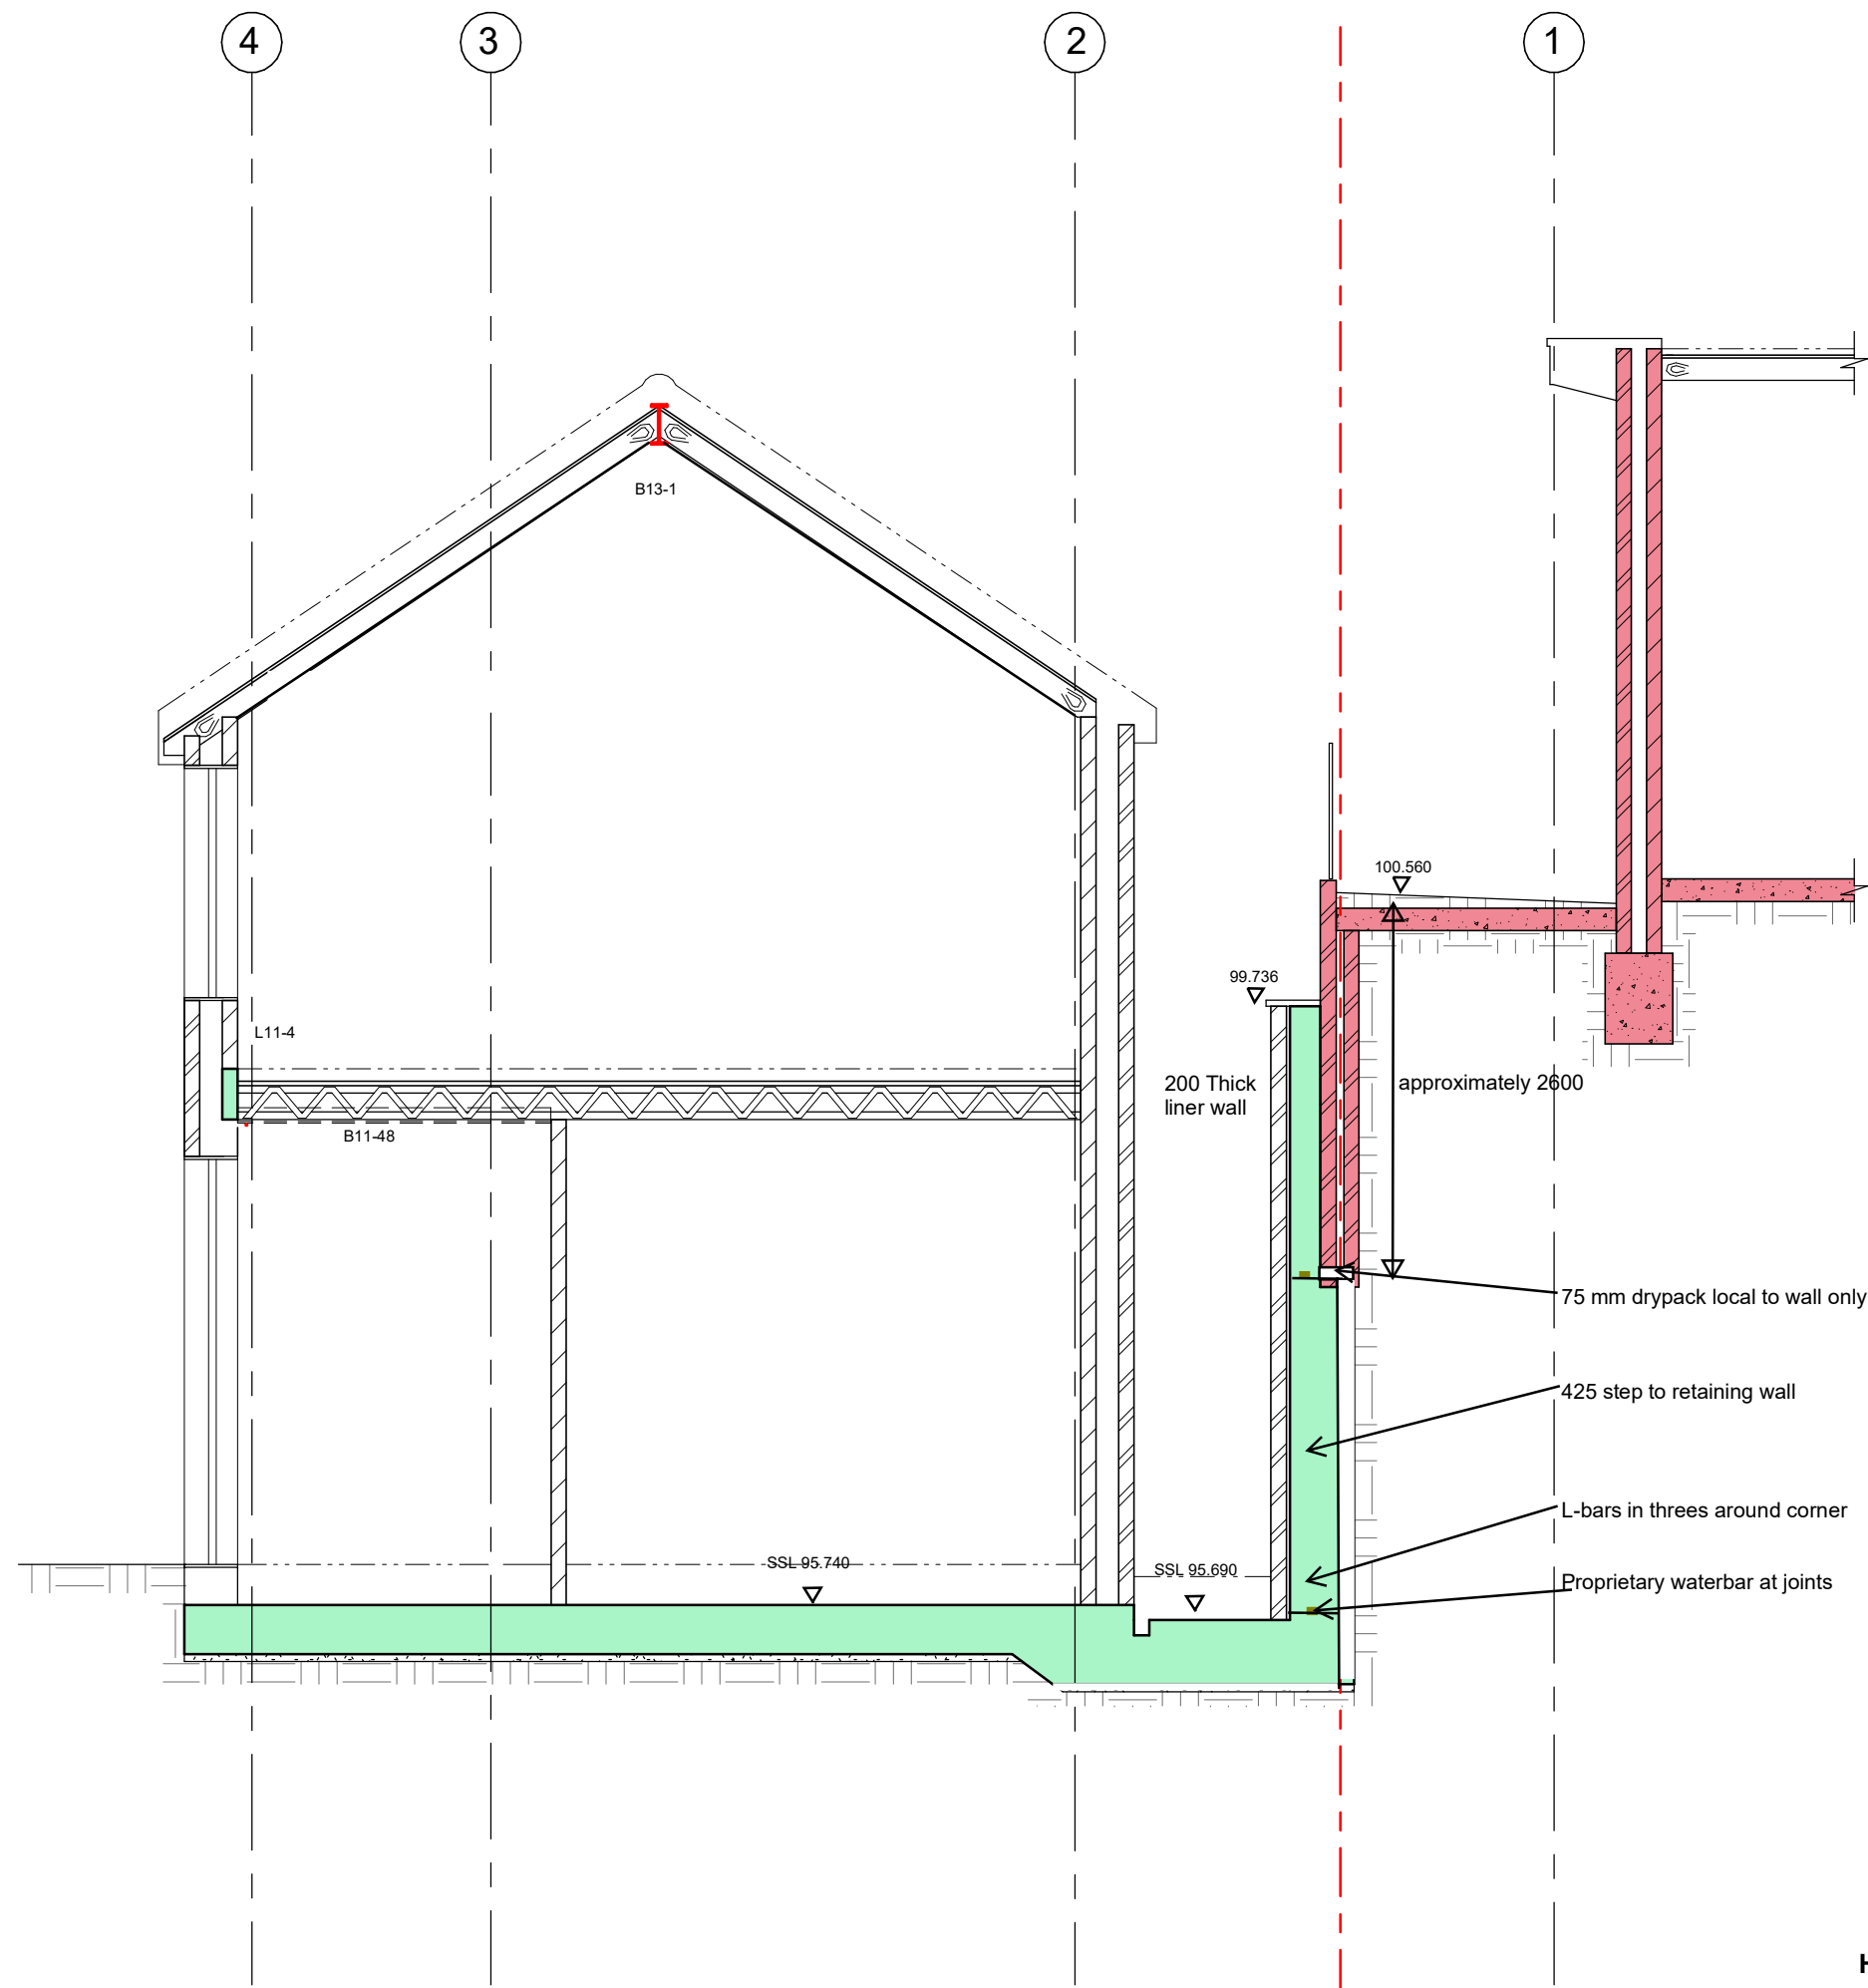 4
3
2
1
B13-1
100.560
99.736
L11-4
200 Thick
liner wall
approximately 2600
B11-48
75 mm drypack local to wall only
425 step to retaining wall
L-bars in threes around corner
SSL 95.740
SSL 95.690
Proprietary waterbar at joints